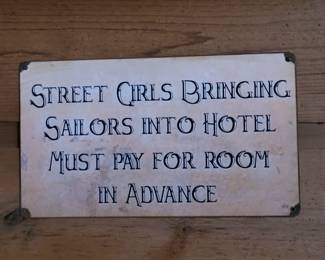 Street Girls Bringing
Sailors into Hotel
Must pay for room
in Advance